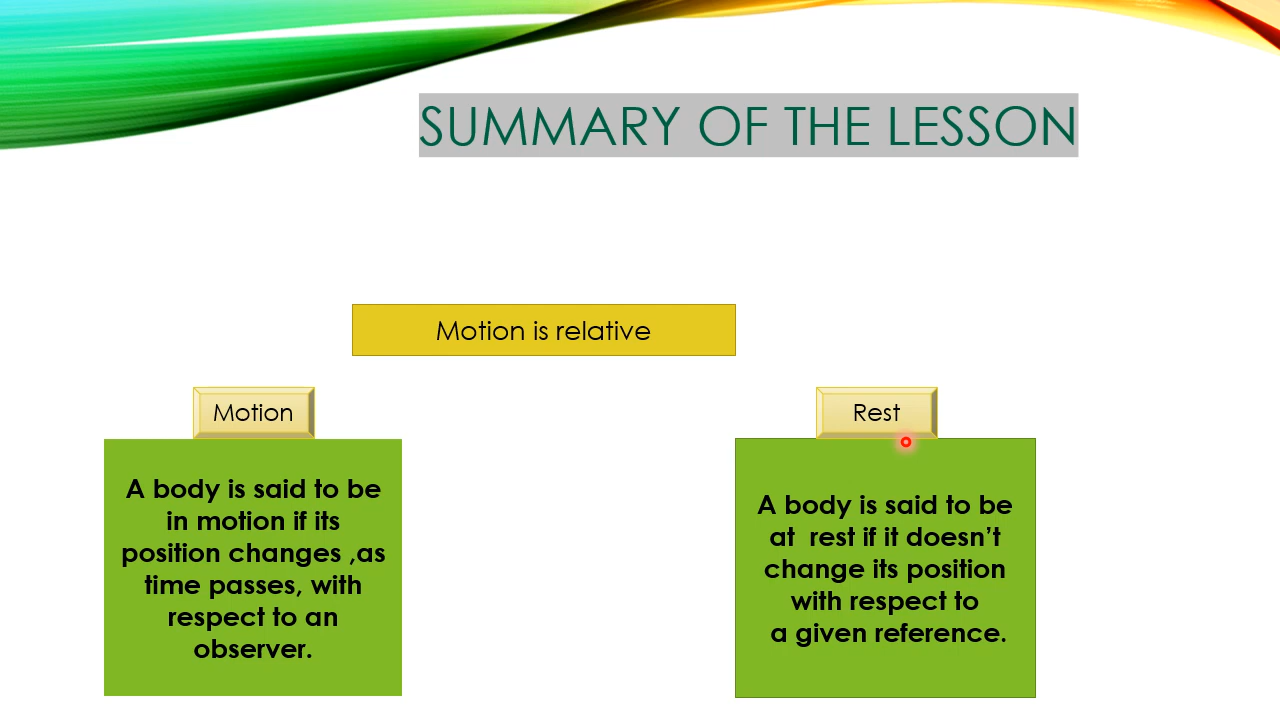 SUMMARY OF THE LESSON
Motion is relative
Motion
A body is said to be
in motion if its
position changes ,as
time passes, with
respect to an
observer.
Rest
A body is said to be
at  rest if it doesn’t
change its position
with respect to
a given reference.